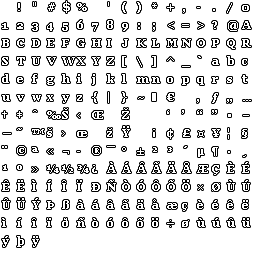 ! " # $ % ' ( ) * + , - . / 0
1 2 3 4 5 6 7 8 9 : ; < = > ? @ A
B C D E F G H I J K L M N O P Q R
S T U V W X Y Z [ \ ] ^ _ ` a b c
d e f g h i j k l m n o p q r s t
u v w x y z { | } ~ € ‚ ƒ „ …
† ‡ ˆ ‰ Š ‹ Œ Ž ‘ ’ “ ” •
– — ˜ ™ š › œ ž Ÿ ¡ ¢ £ ¤ ¥ ¦ §
¨ © ª « ¬ - ® ¯ ° ± ² ³ ´ µ ¶ · ¸
¹ º » ¼ ½ ¾ ¿ À Á Â Ã Ä Å Æ Ç È É
Ê Ë Ì Í Î Ï Ð Ñ Ò Ó Ô Õ Ö × Ø Ù Ú
Û Ü Ý Þ ß à á â ã ä å æ ç è é ê ë
ì í î ï ð ñ ò ó ô õ ö ÷ ø ù ú û ü
ý þ ÿ